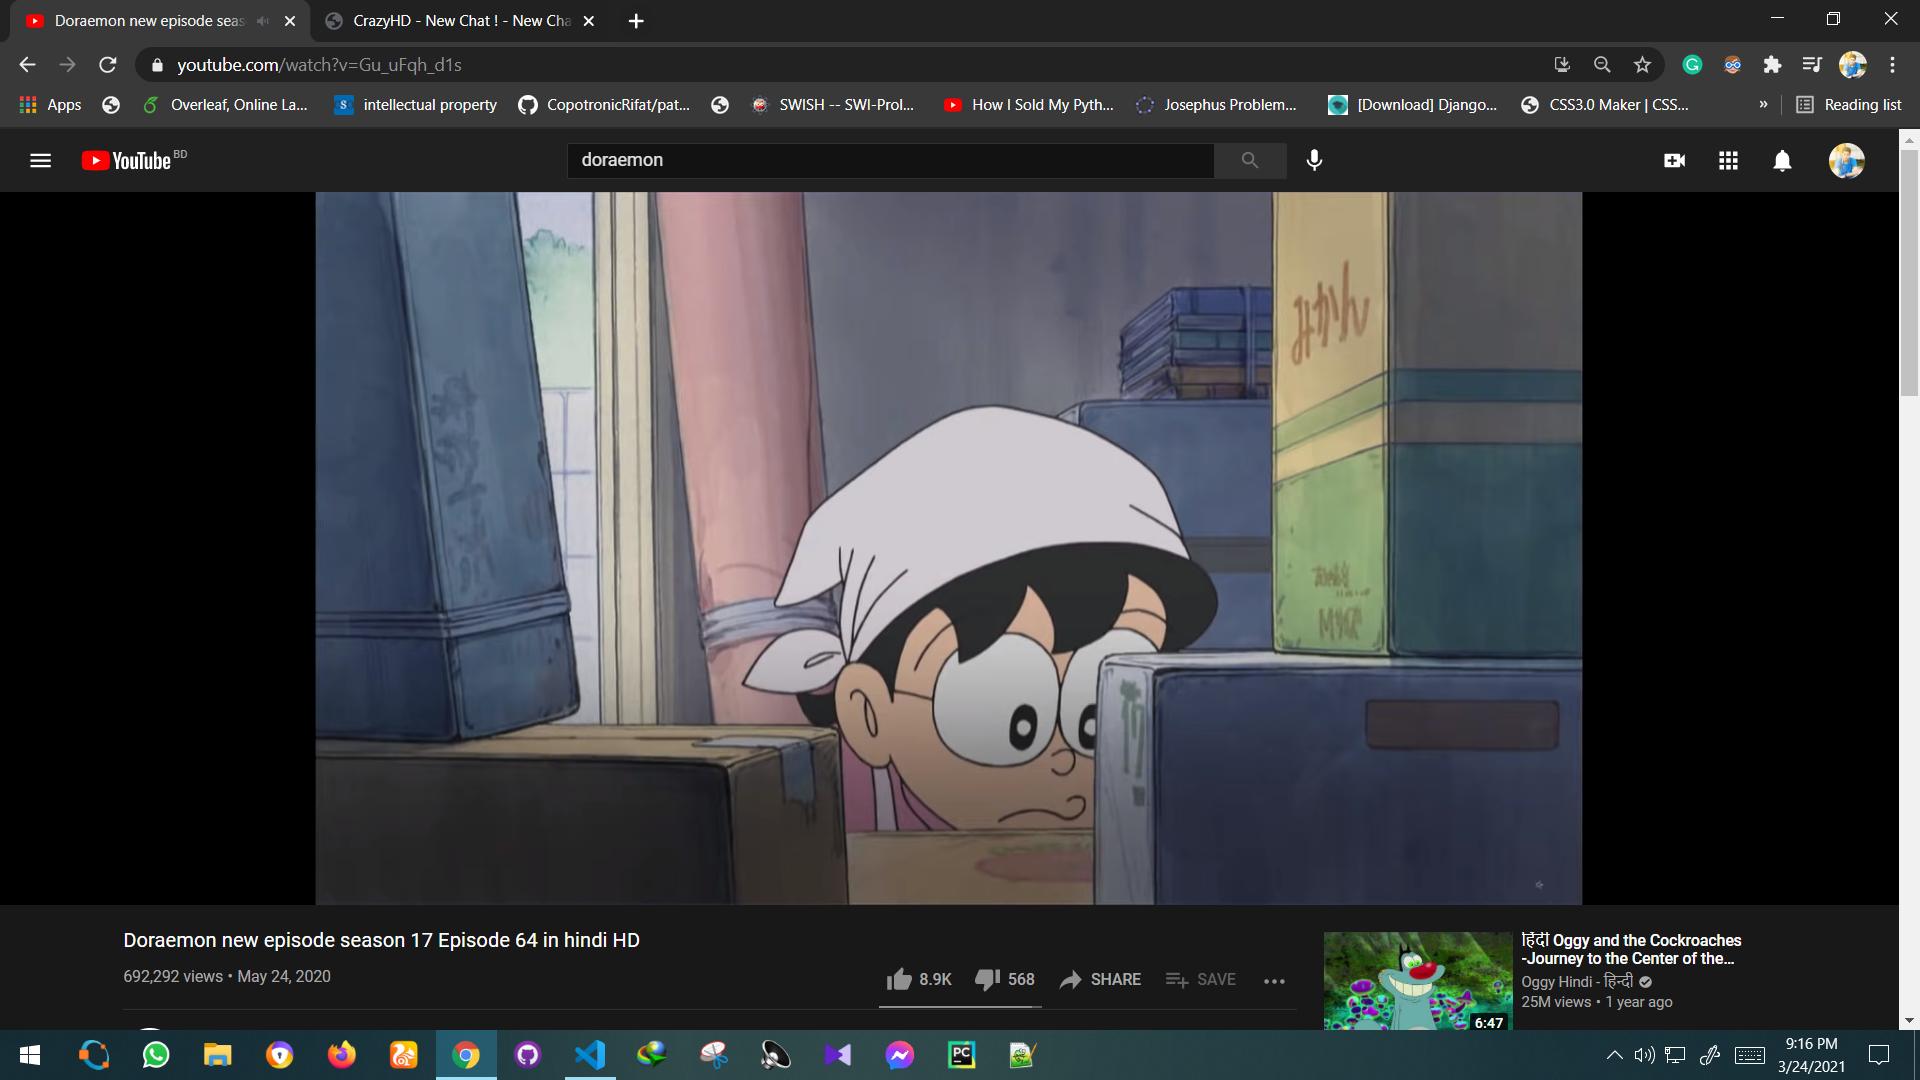 Doraemon new episode seas
CrazyHD - New Chat ! - New Cha
youtube.com/watch?v=Gu_uFqh_d1s
Apps
Overleaf, Online La...
intellectual property
CopotronicRifat/pat...
SWISH -- SWI-Prol...
How I Sold My Pyth...
Josephus Problem...
[Download] Django...
CSS3.0 Maker | CSS...
»
Reading list
YouTube BD
doraemon
みかん
Doraemon new episode season 17 Episode 64 in hindi HD
692,292 views • May 24, 2020
8.9K
568
SHARE
SAVE
6:47
हिंदी Oggy and the Cockroaches
-Journey to the Center of the...
Oggy Hindi - हिन्दी
25M views • 1 year ago
PC
9:16 PM
3/24/2021